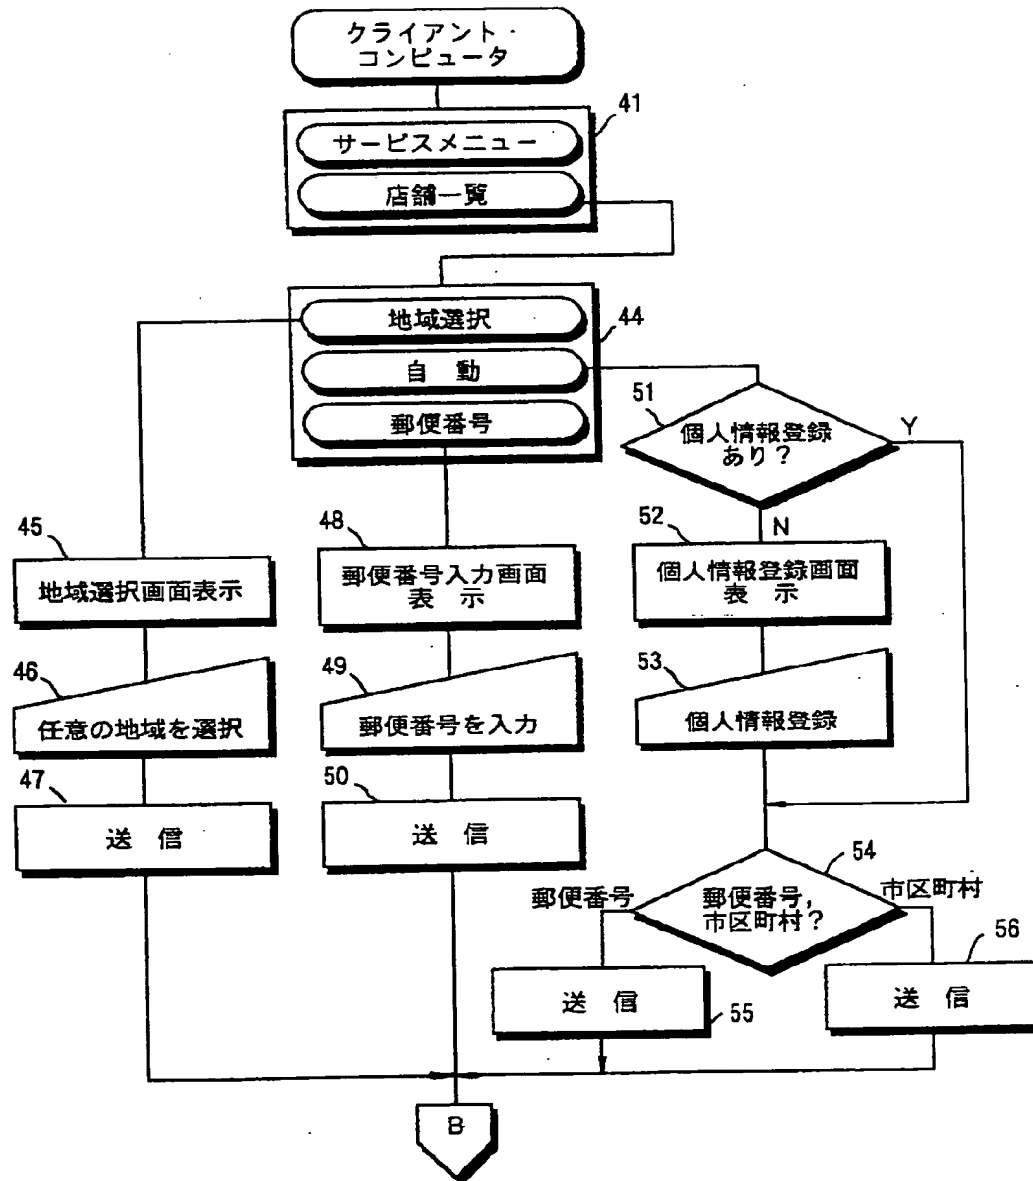 クライアント・
コンピュータ
41
サービスメニュー
店舗一覧
地域選択
44
自 動
郵便番号
51
個人情報登録
あり?
Y
N
45
地域選択画面表示
48
郵便番号入力画面
表 示
52
個人情報登録画面
表 示
46
任意の地域を選択
49
郵便番号を入力
53
個人情報登録
47
送 信
50
送 信
54
郵便番号
郵便番号,
市区町村?
市区町村
送 信
55
56
送 信
B